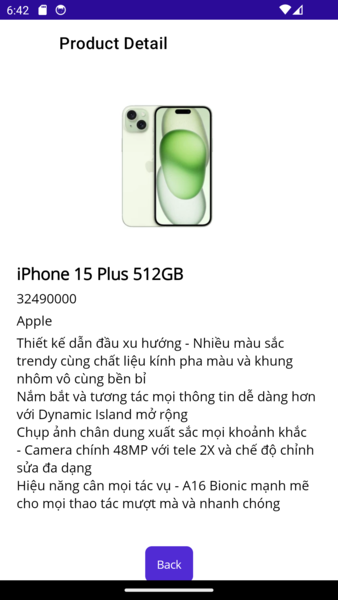 6:42
Product Detail
iPhone 15 Plus 512GB
32490000
Apple
Thiết kế dẫn đầu xu hướng - Nhiều màu sắc
trendy cùng chất liệu kính pha màu và khung
nhôm vô cùng bền bỉ
Nắm bắt và tương tác mọi thông tin dễ dàng hơn
với Dynamic Island mở rộng
Chụp ảnh chân dung xuất sắc mọi khoảnh khắc
- Camera chính 48MP với tele 2X và chế độ chỉnh
sửa đa dạng
Hiệu năng cân mọi tác vụ - A16 Bionic mạnh mẽ
cho mọi thao tác mượt mà và nhanh chóng
Back